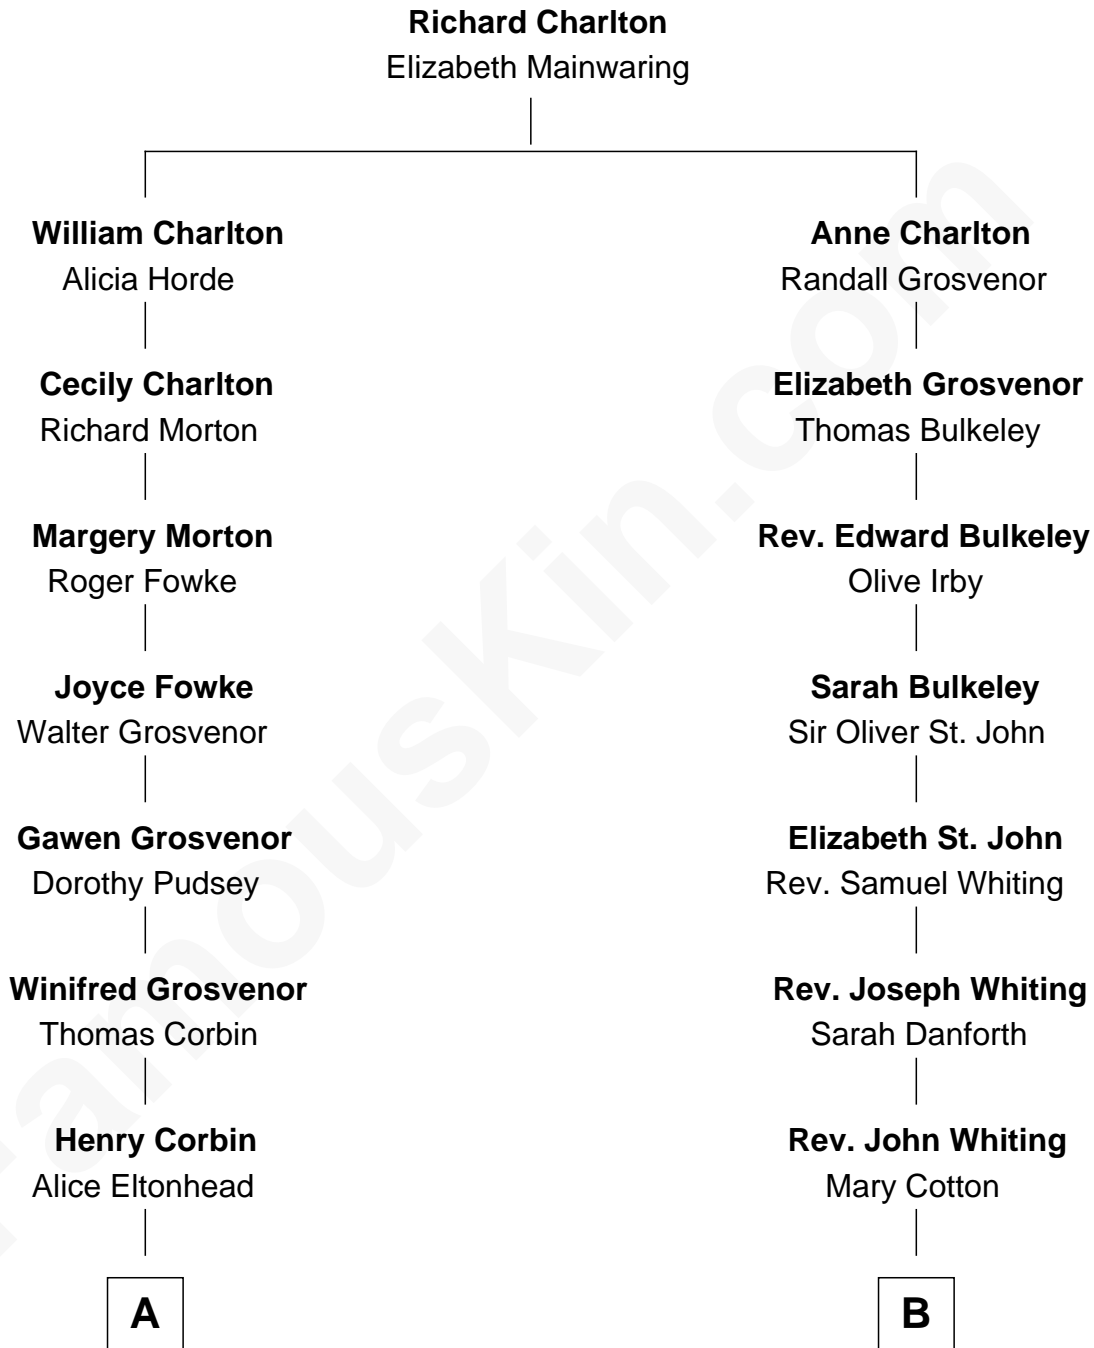 Richard Charlton
Elizabeth Mainwaring
William Charlton
Alicia Horde
Anne Charlton
Randall Grosvenor
Cecily Charlton
Richard Morton
Elizabeth Grosvenor
Thomas Bulkeley
Margery Morton
Roger Fowke
Rev. Edward Bulkeley
Olive Irby
Joyce Fowke
Walter Grosvenor
Sarah Bulkeley
Sir Oliver St. John
Gawen Grosvenor
Dorothy Pudsey
Elizabeth St. John
Rev. Samuel Whiting
Winifred Grosvenor
Thomas Corbin
Rev. Joseph Whiting
Sarah Danforth
Henry Corbin
Alice Eltonhead
Rev. John Whiting
Mary Cotton
A
B
FamousKin.com